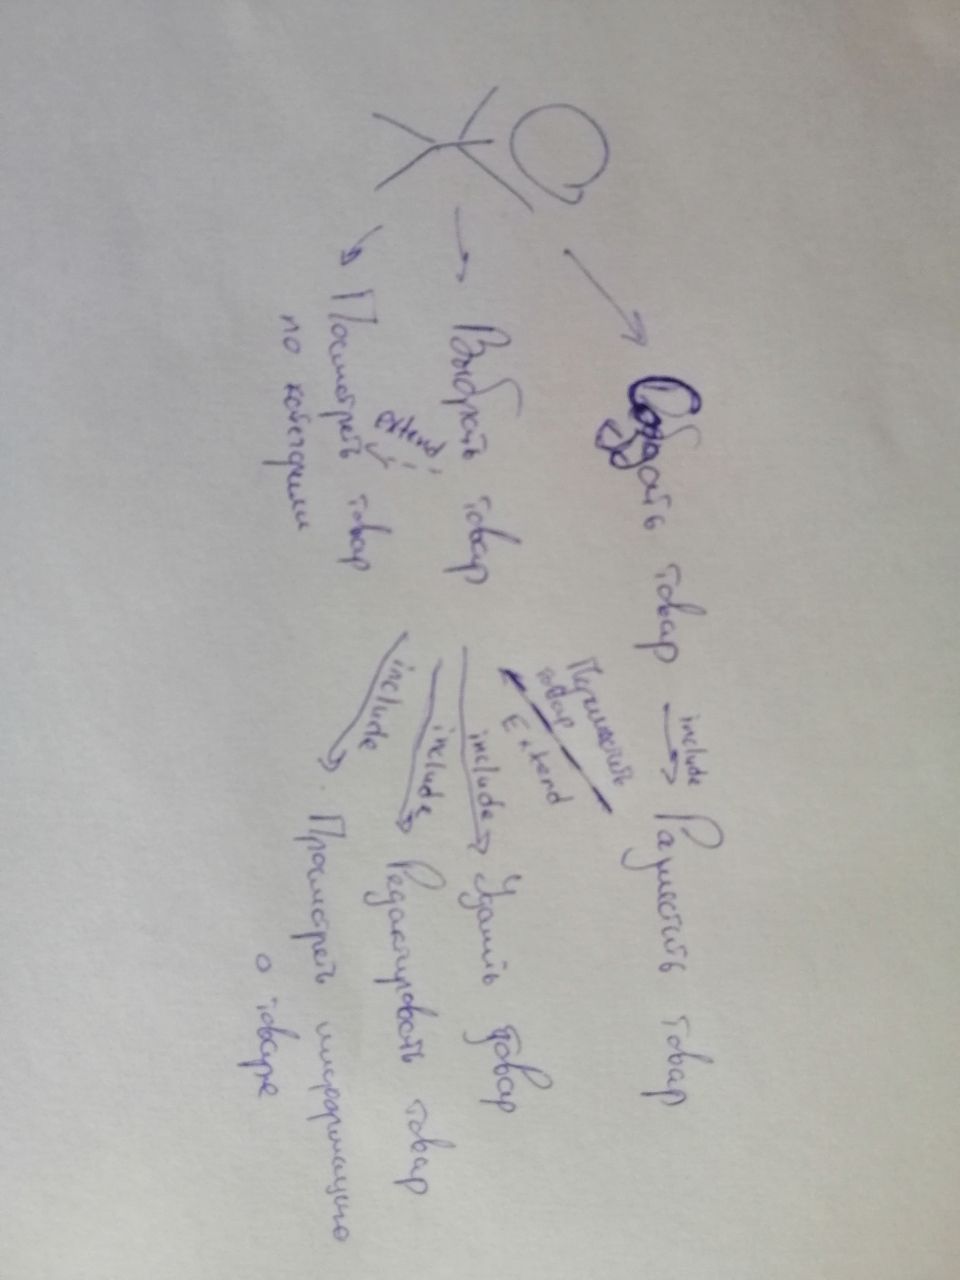 Создать товар
include
Разместить товар
товар
Extend
Выбрать товар
include
Удалить товар
extend
include
Редактировать товар
Посмотреть товар
по категории
include
Просмотреть информацию
о товаре